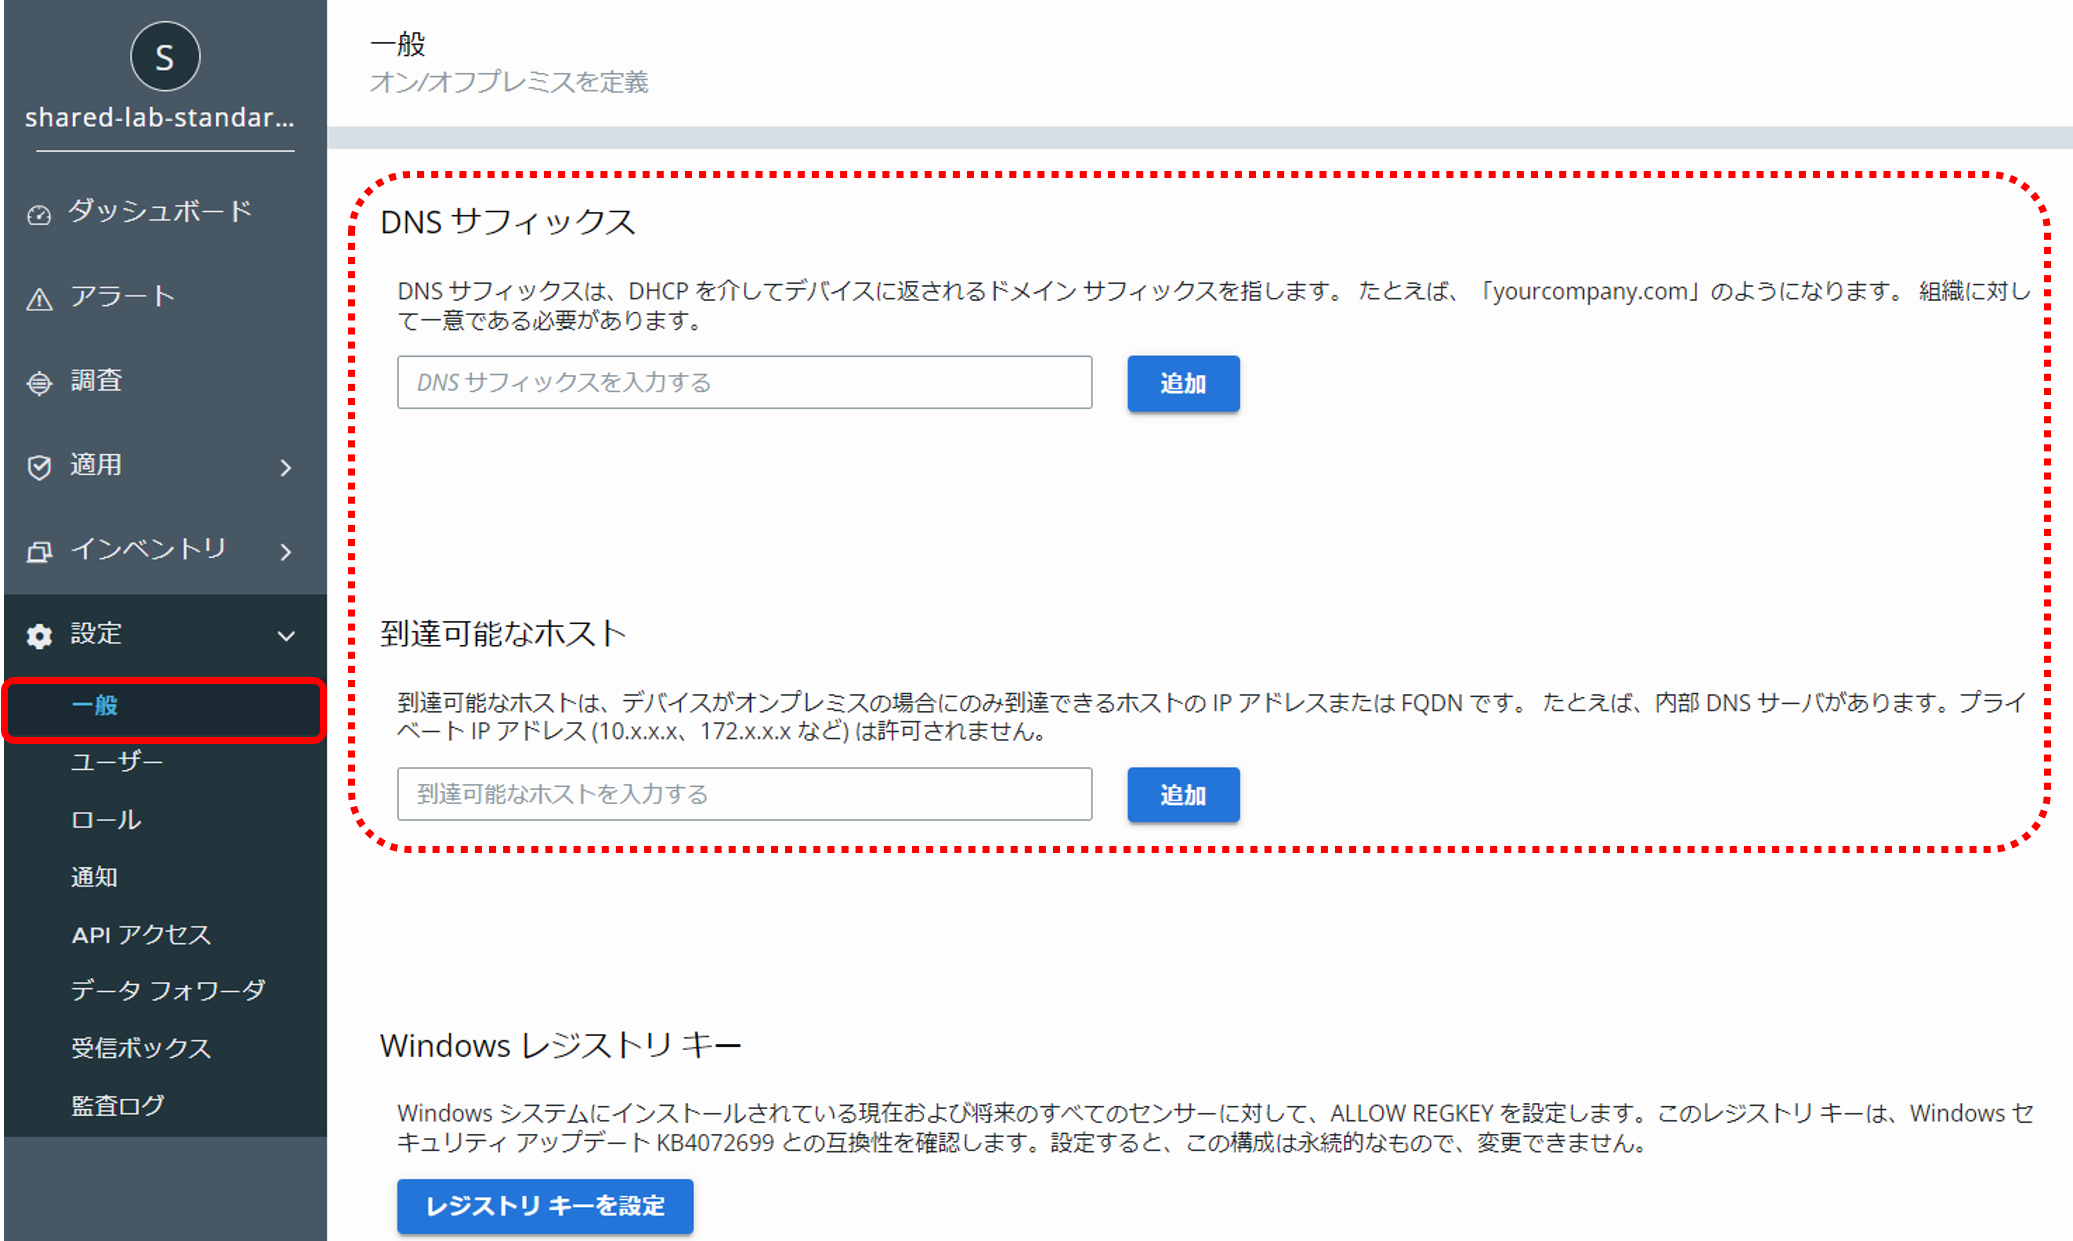 S
shared-lab-standar...
ダッシュボード
アラート
調査
適用
インベントリ
設定
一般
ユーザー
ロール
通知
API アクセス
データ フォワーダ
受信ボックス
監査ログ
一般
オン/オフプレミスを定義
DNS サフィックス
DNS サフィックスは、DHCP を介してデバイスに返されるドメイン サフィックスを指します。 たとえば、「yourcompany.com」のようになります。 組織に対し
て一意である必要があります。
DNS サフィックスを入力する
追加
到達可能なホスト
到達可能なホストは、デバイスがオンプレミスの場合にのみ到達できるホストの IP アドレスまたは FQDN です。 たとえば、内部 DNS サーバがあります。プライ
ベート IP アドレス (10.x.x.x、172.x.x.x など) は許可されません。
到達可能なホストを入力する
追加
Windows レジストリ キー
Windows システムにインストールされている現在および将来のすべてのセンサーに対して、ALLOW REGKEY を設定します。このレジストリ キーは、Windows セ
キュリティ アップデート KB4072699 との互換性を確認します。設定すると、この構成は永続的なもので、変更できません。
レジストリ キーを設定